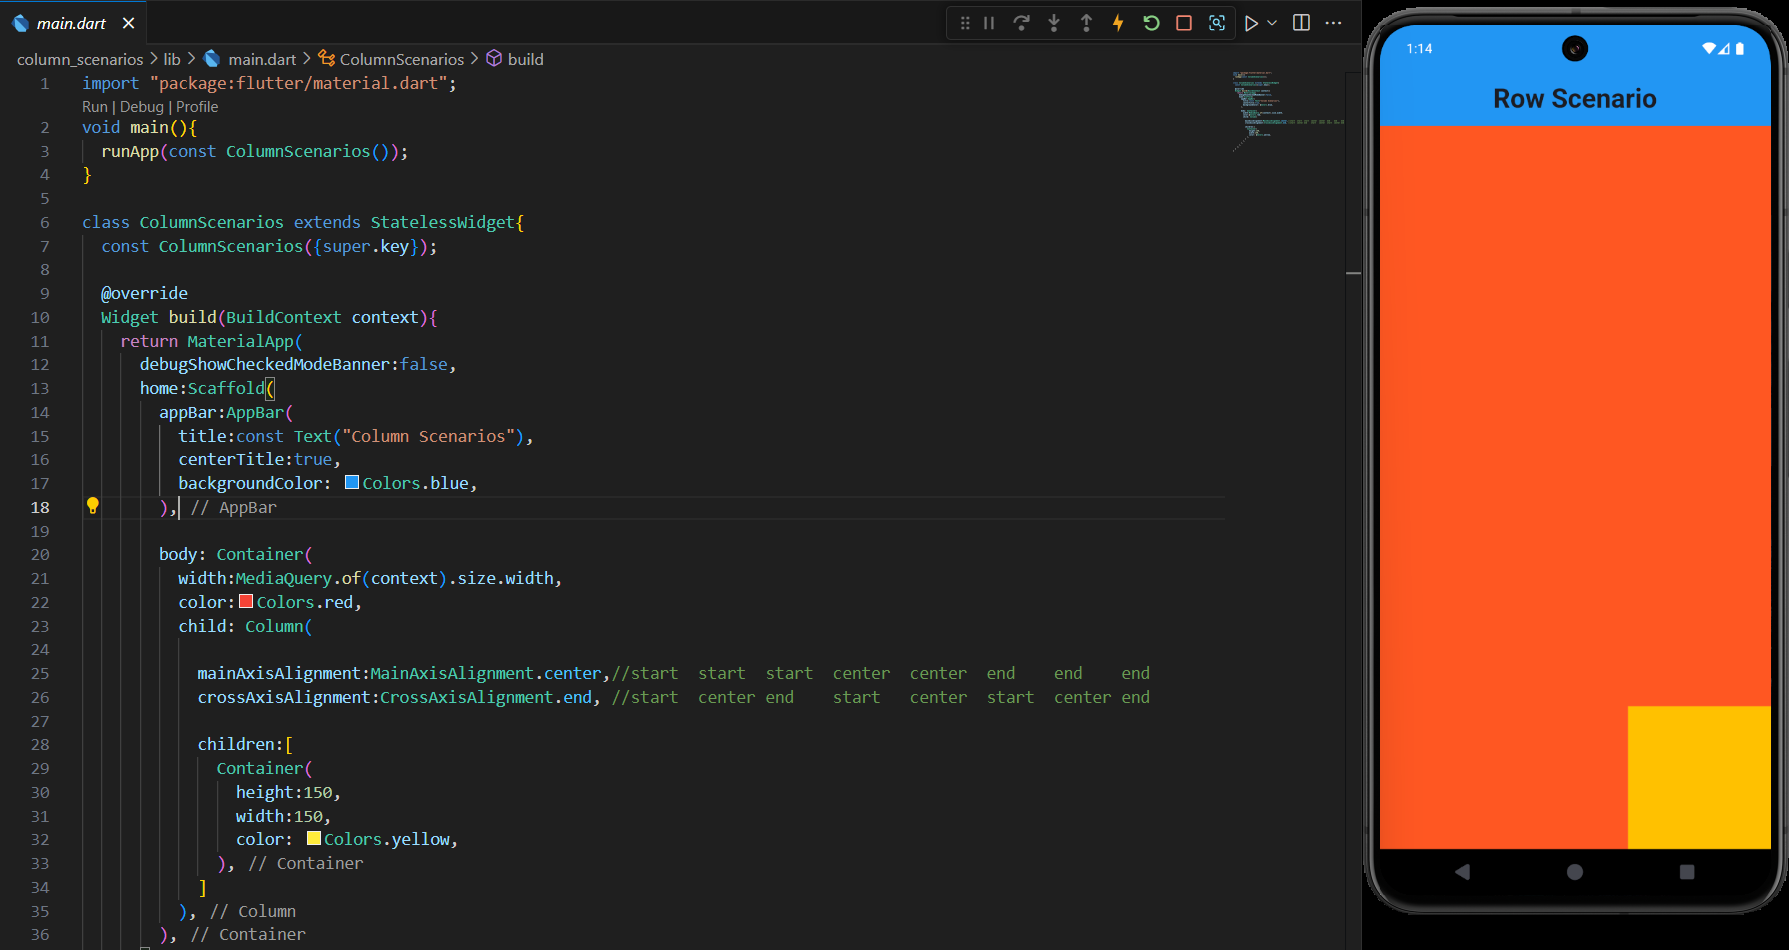 main.dart
column_scenarios > lib > main.dart > ColumnScenarios > build
1 import "package:flutter/material.dart";
Run | Debug | Profile
2 void main(){
3 runApp(const ColumnScenarios());
4 }
5
6 class ColumnScenarios extends StatelessWidget{
7 const ColumnScenarios({super.key});
8
9 @override
10 Widget build(BuildContext context){
11 return MaterialApp(
12 debugShowCheckedModeBanner:false,
13 home:Scaffold(
14 appBar:AppBar(
15 title:const Text("Column Scenarios"),
16 centerTitle:true,
17 backgroundColor: Colors.blue,
18 ), // AppBar
19
20 body: Container(
21 width:MediaQuery.of(context).size.width,
22 color:Colors.red,
23 child: Column(
24
25 mainAxisAlignment:MainAxisAlignment.center,//start start start center center end end end
26 crossAxisAlignment:CrossAxisAlignment.end, //start center end start center start center end
27
28 children:[
29 Container(
30 height:150,
31 width:150,
32 color: Colors.yellow,
33 ), // Container
34 ]
35 ), // Column
36 ), // Container
1:14
Row Scenario